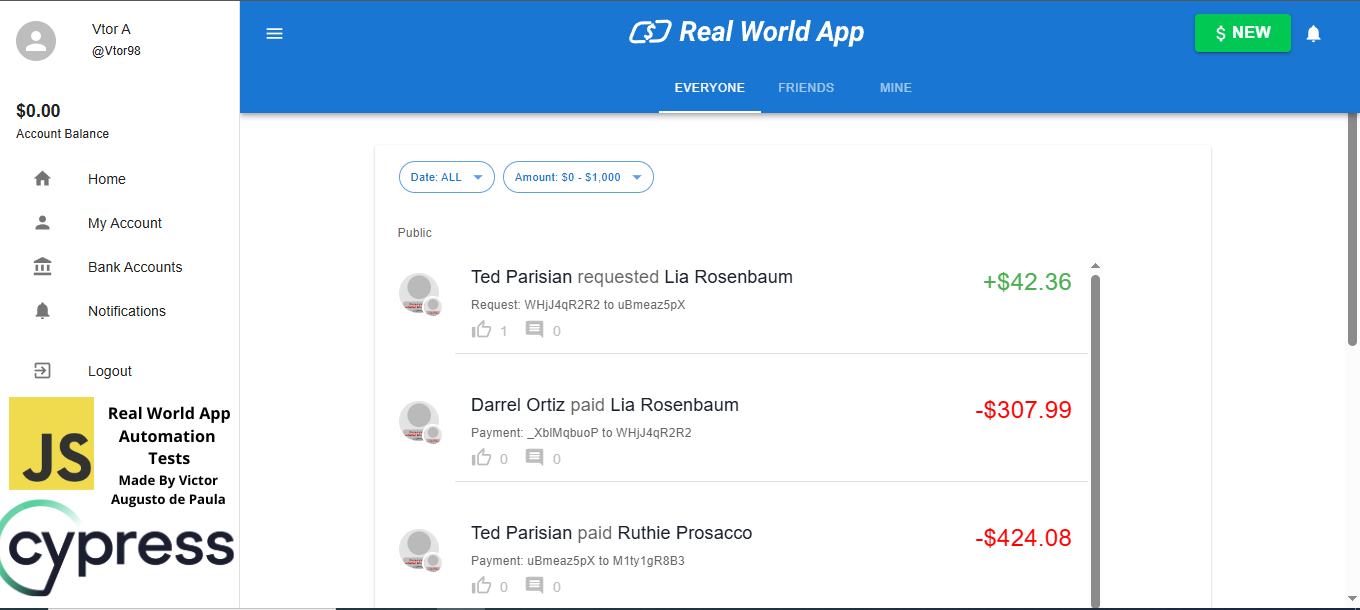 Vtor A
@Vtor98
$0.00
Account Balance
Home
My Account
Bank Accounts
Notifications
Logout
JS
Real World App
Automation
Tests
Made By Victor
Augusto de Paula
cypress
Real World App
$ NEW
EVERYONE FRIENDS MINE
Date: ALL Amount: $0 - $1,000
Public
Ted Parisian requested Lia Rosenbaum +$42.36
Request: WHjJ4qR2R2 to uBmeaz5pX
1 0
Darrel Ortiz paid Lia Rosenbaum -$307.99
Payment: _XblMqbuoP to WHjJ4qR2R2
0 0
Ted Parisian paid Ruthie Prosacco -$424.08
Payment: uBmeaz5pX to M1ty1gR8B3
0 0